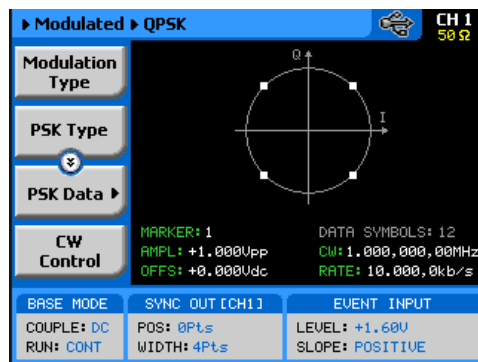 ▶ Modulated ▶ QPSK
CH 1
50 Ω
Modulation
Type
PSK Type
PSK Data ▶
CW
Control
Q
I
MARKER: 1
DATA SYMBOLS: 12
AMPL: +1.000Vpp
CW: 1.000,000,00MHz
OFFS: +0.000Vdc
RATE: 10.000,0kb/s
BASE MODE
SYNC OUT [CH1]
EVENT INPUT
COUPLE: DC
POS: 0Pts
LEVEL: +1.60V
RUN: CONT
WIDTH: 4Pts
SLOPE: POSITIVE